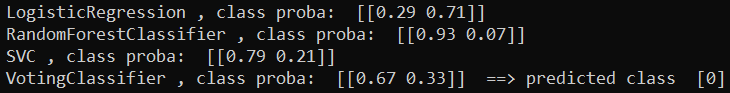 LogisticRegression , class proba:  [[0.29 0.71]]
RandomForestClassifier , class proba:  [[0.93 0.07]]
SVC , class proba:  [[0.79 0.21]]
VotingClassifier , class proba:  [[0.67 0.33]]  ==> predicted class  [0]